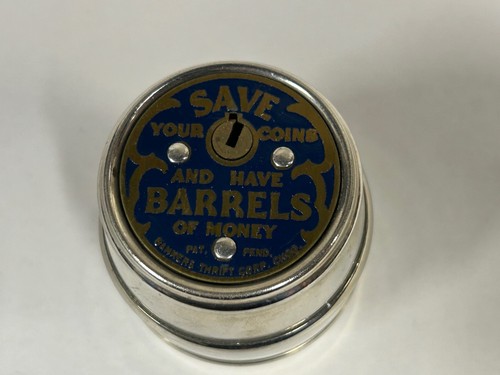 SAVE
YOUR COINS
AND HAVE
BARRELS
OF MONEY
PAT. PEND.
BANKERS THRIFT CORP. CHGO.